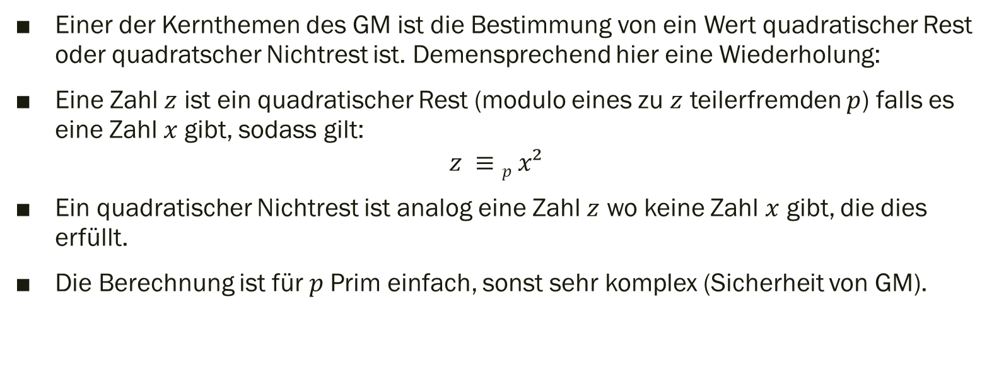 ▪ Einer der Kernthemen des GM ist die Bestimmung von ein Wert quadratischer Rest
oder quadratscher Nichtrest ist. Demensprechend hier eine Wiederholung:
▪ Eine Zahl z ist ein quadratischer Rest (modulo eines zu z teilerfremden p) falls es
eine Zahl x gibt, sodass gilt:
z ≡ₚ x²
▪ Ein quadratischer Nichtrest ist analog eine Zahl z wo keine Zahl x gibt, die dies
erfüllt.
▪ Die Berechnung ist für p Prim einfach, sonst sehr komplex (Sicherheit von GM).